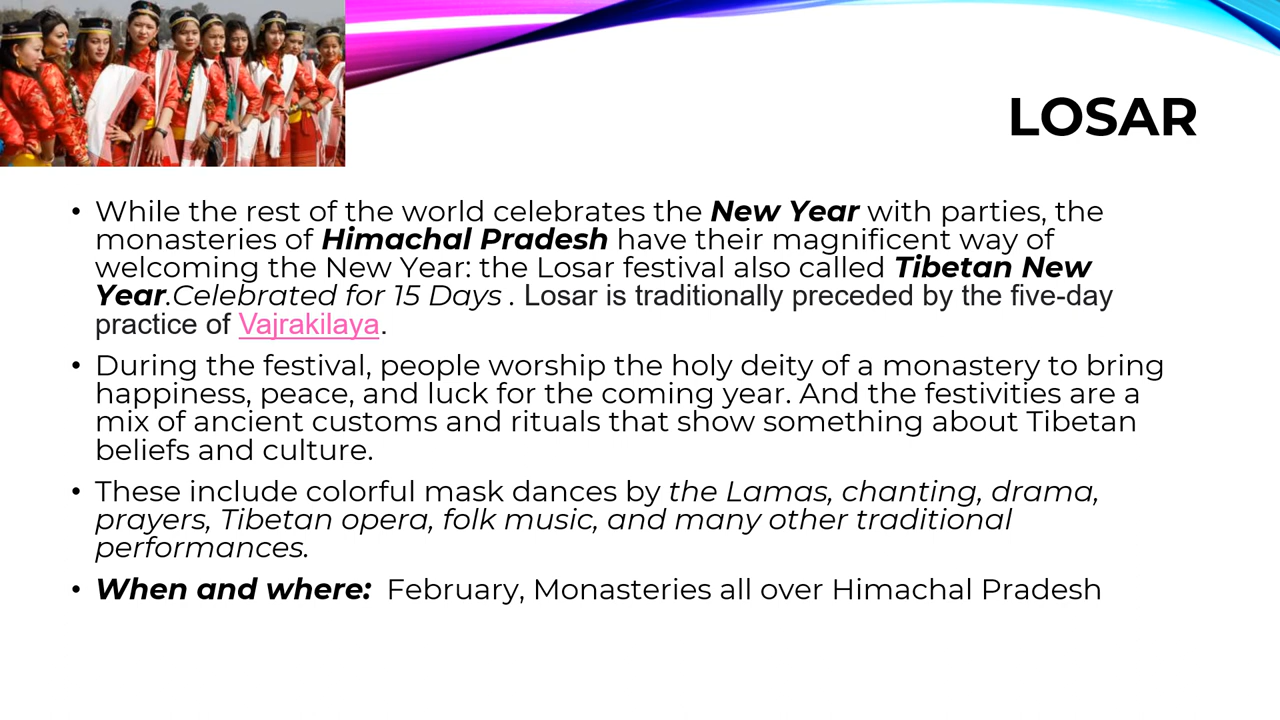 LOSAR
• While the rest of the world celebrates the New Year with parties, the
monasteries of Himachal Pradesh have their magnificent way of
welcoming the New Year: the Losar festival also called Tibetan New
Year.Celebrated for 15 Days . Losar is traditionally preceded by the five-day
practice of Vajrakilaya.
• During the festival, people worship the holy deity of a monastery to bring
happiness, peace, and luck for the coming year. And the festivities are a
mix of ancient customs and rituals that show something about Tibetan
beliefs and culture.
• These include colorful mask dances by the Lamas, chanting, drama,
prayers, Tibetan opera, folk music, and many other traditional
performances.
• When and where: February, Monasteries all over Himachal Pradesh